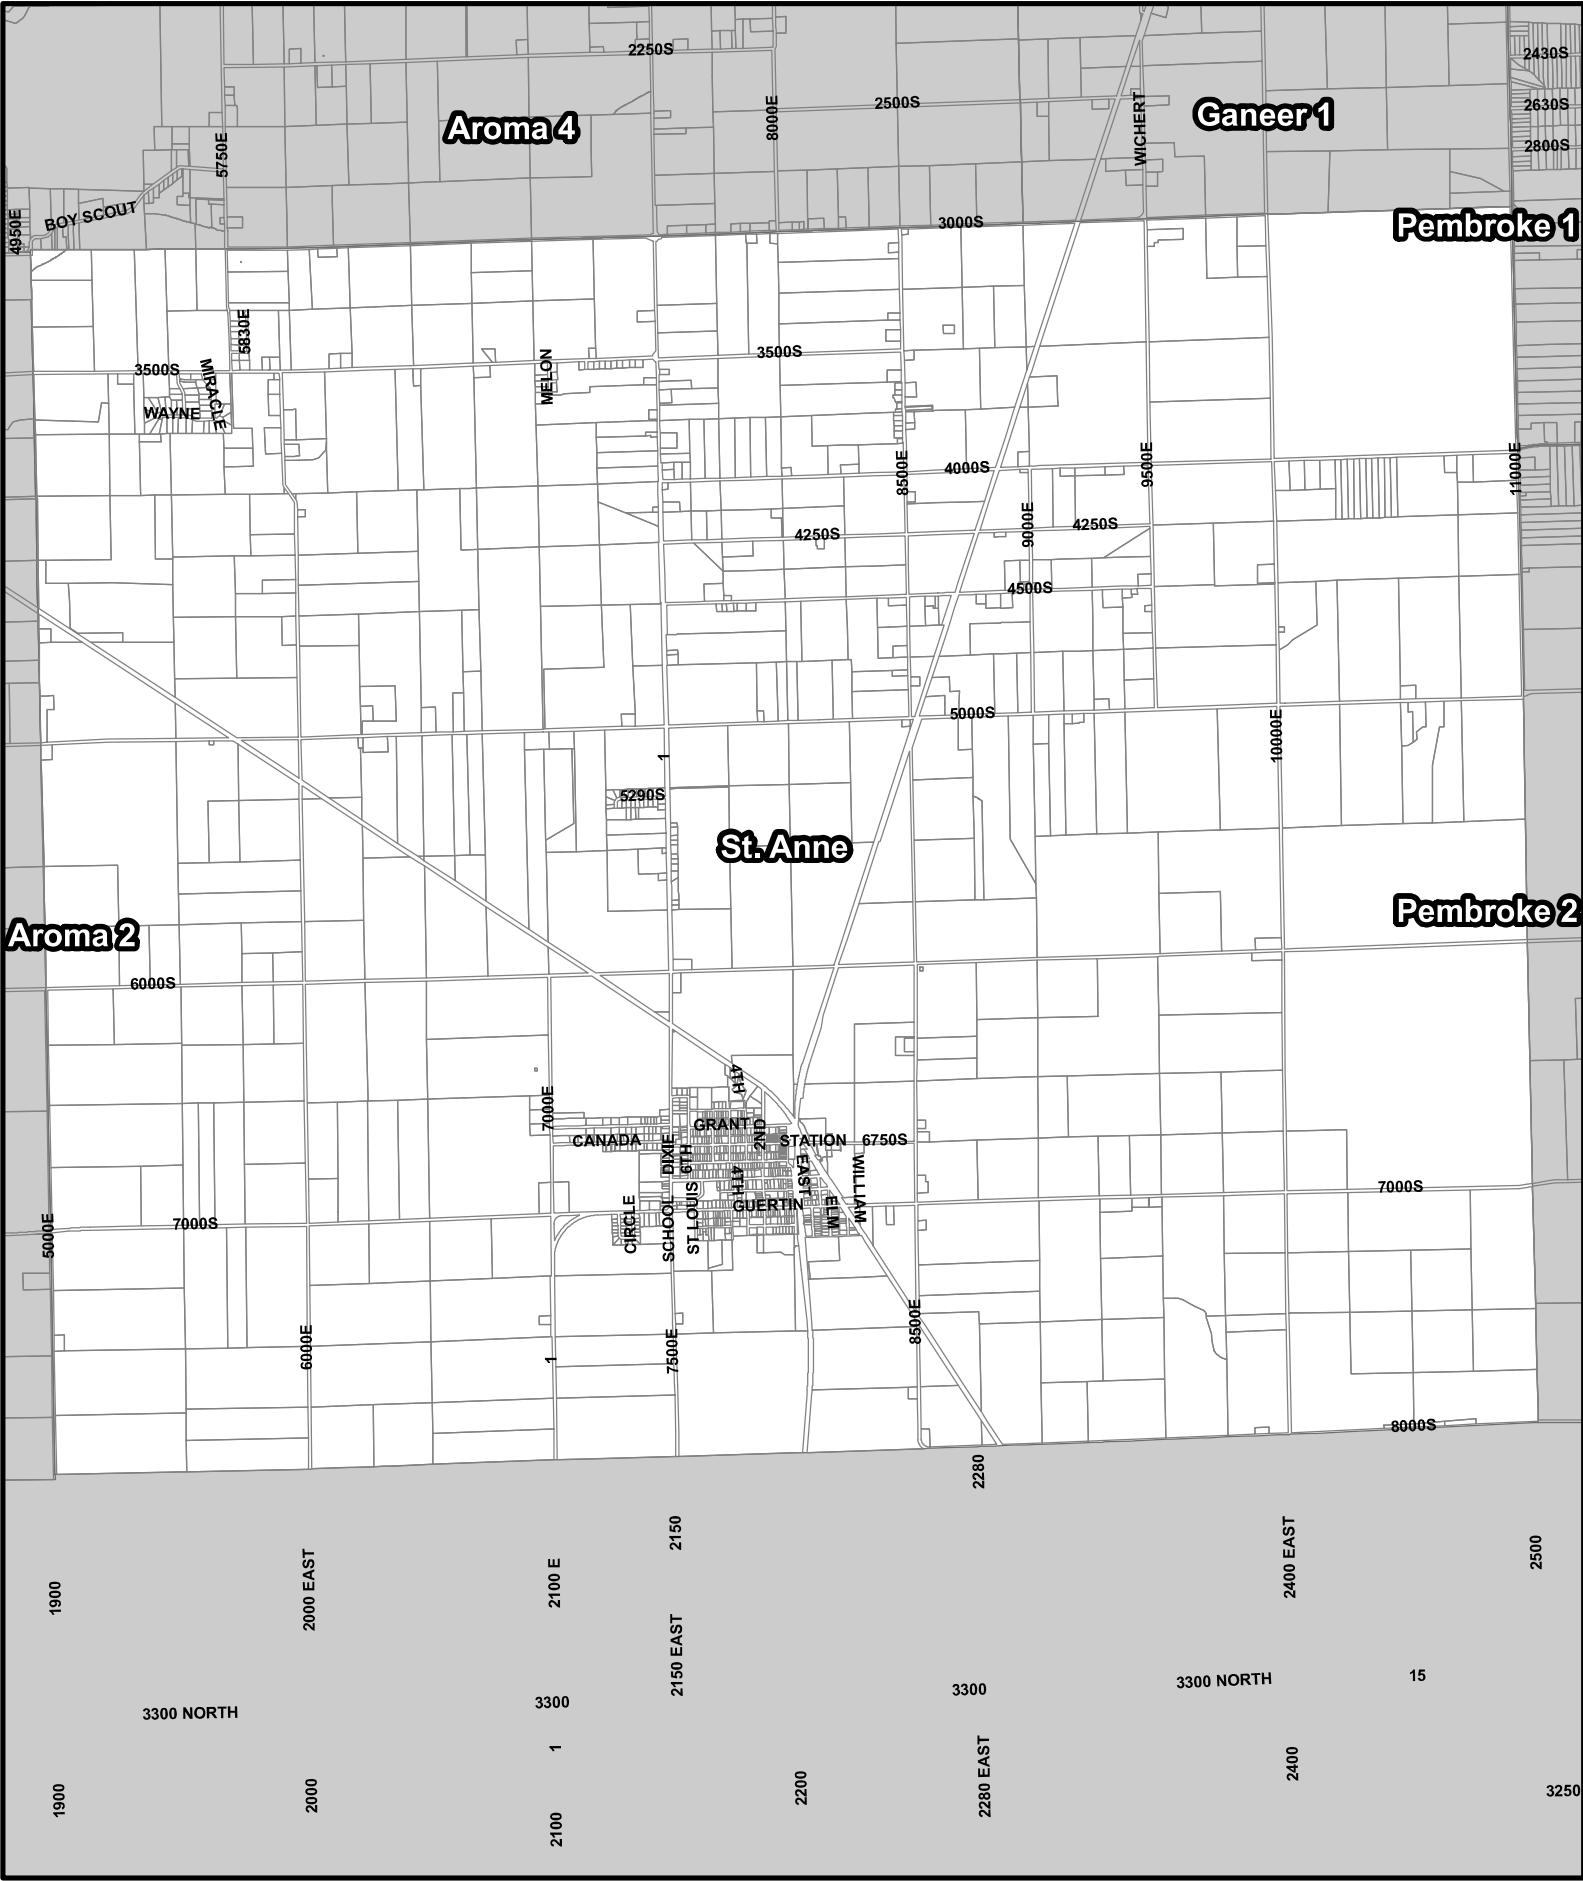 2250S
2430S
Aroma 4
8000E
2500S
WICHERT
Ganeer 1
2630S
5750E
2800S
4950E
BOY SCOUT
3000S
Pembroke 1
5830E
3500S
MIRACLE
WAYNE
MELON
3500S
8500E
4000S
9500E
11000E
4250S
9000E
4250S
4500S
5000S
10000E
1
5290S
St. Anne
Aroma 2
Pembroke 2
6000S
4TH
7000E
GRANT
2ND
CANADA
DIXIE
6TH
STATION
6750S
4TH
EAST
WILLIAM
GUERTIN
ELM
7000S
5000E
7000S
CIRCLE
SCHOOL
ST LOUIS
6000E
1
7500E
8500E
8000S
2280
2150
2000 EAST
2100 E
2400 EAST
2500
1900
2150 EAST
3300 NORTH
3300
3300
3300 NORTH
15
1
1900
2000
2100
2200
2280 EAST
2400
3250